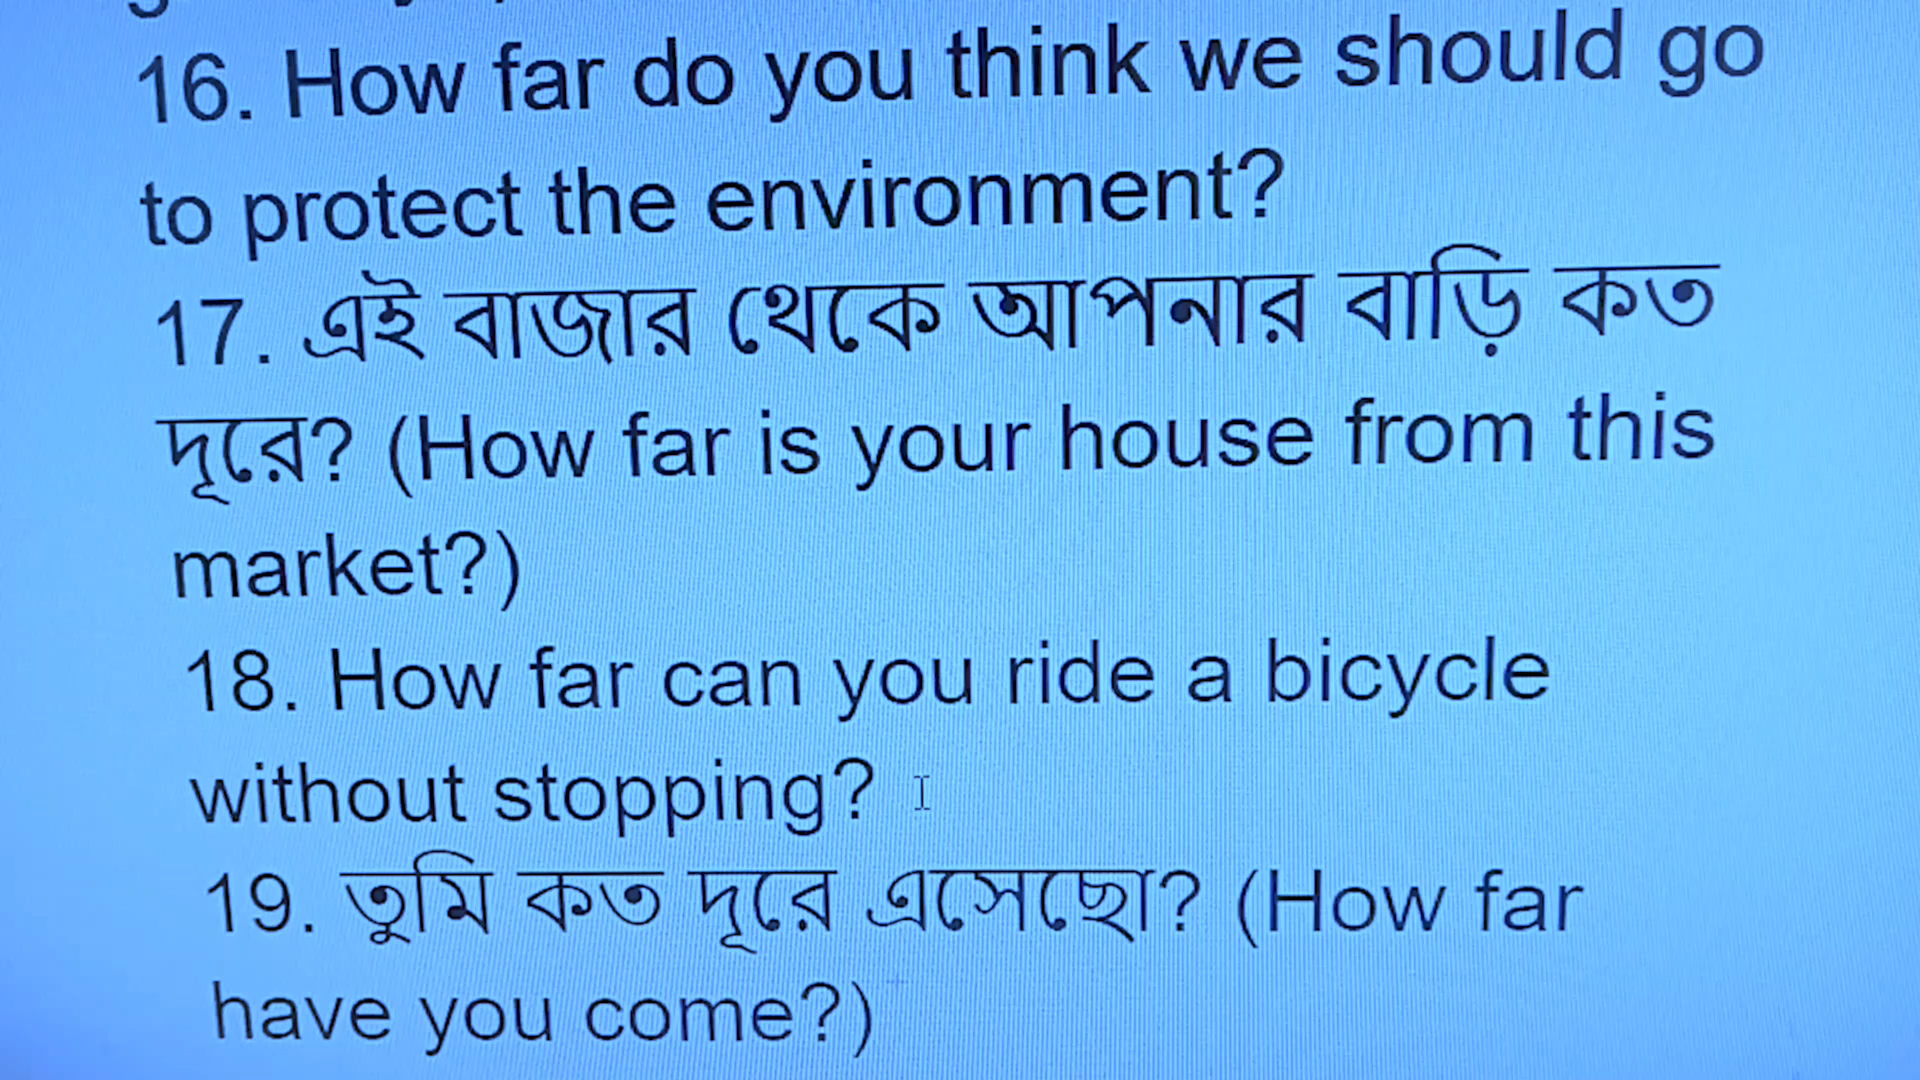 16. How far do you think we should go
to protect the environment?
17. এই বাজার থেকে আপনার বাড়ি কত
দূরে? (How far is your house from this
market?)
18. How far can you ride a bicycle
without stopping?
19. তুমি কত দূরে এসেছো? (How far
have you come?)